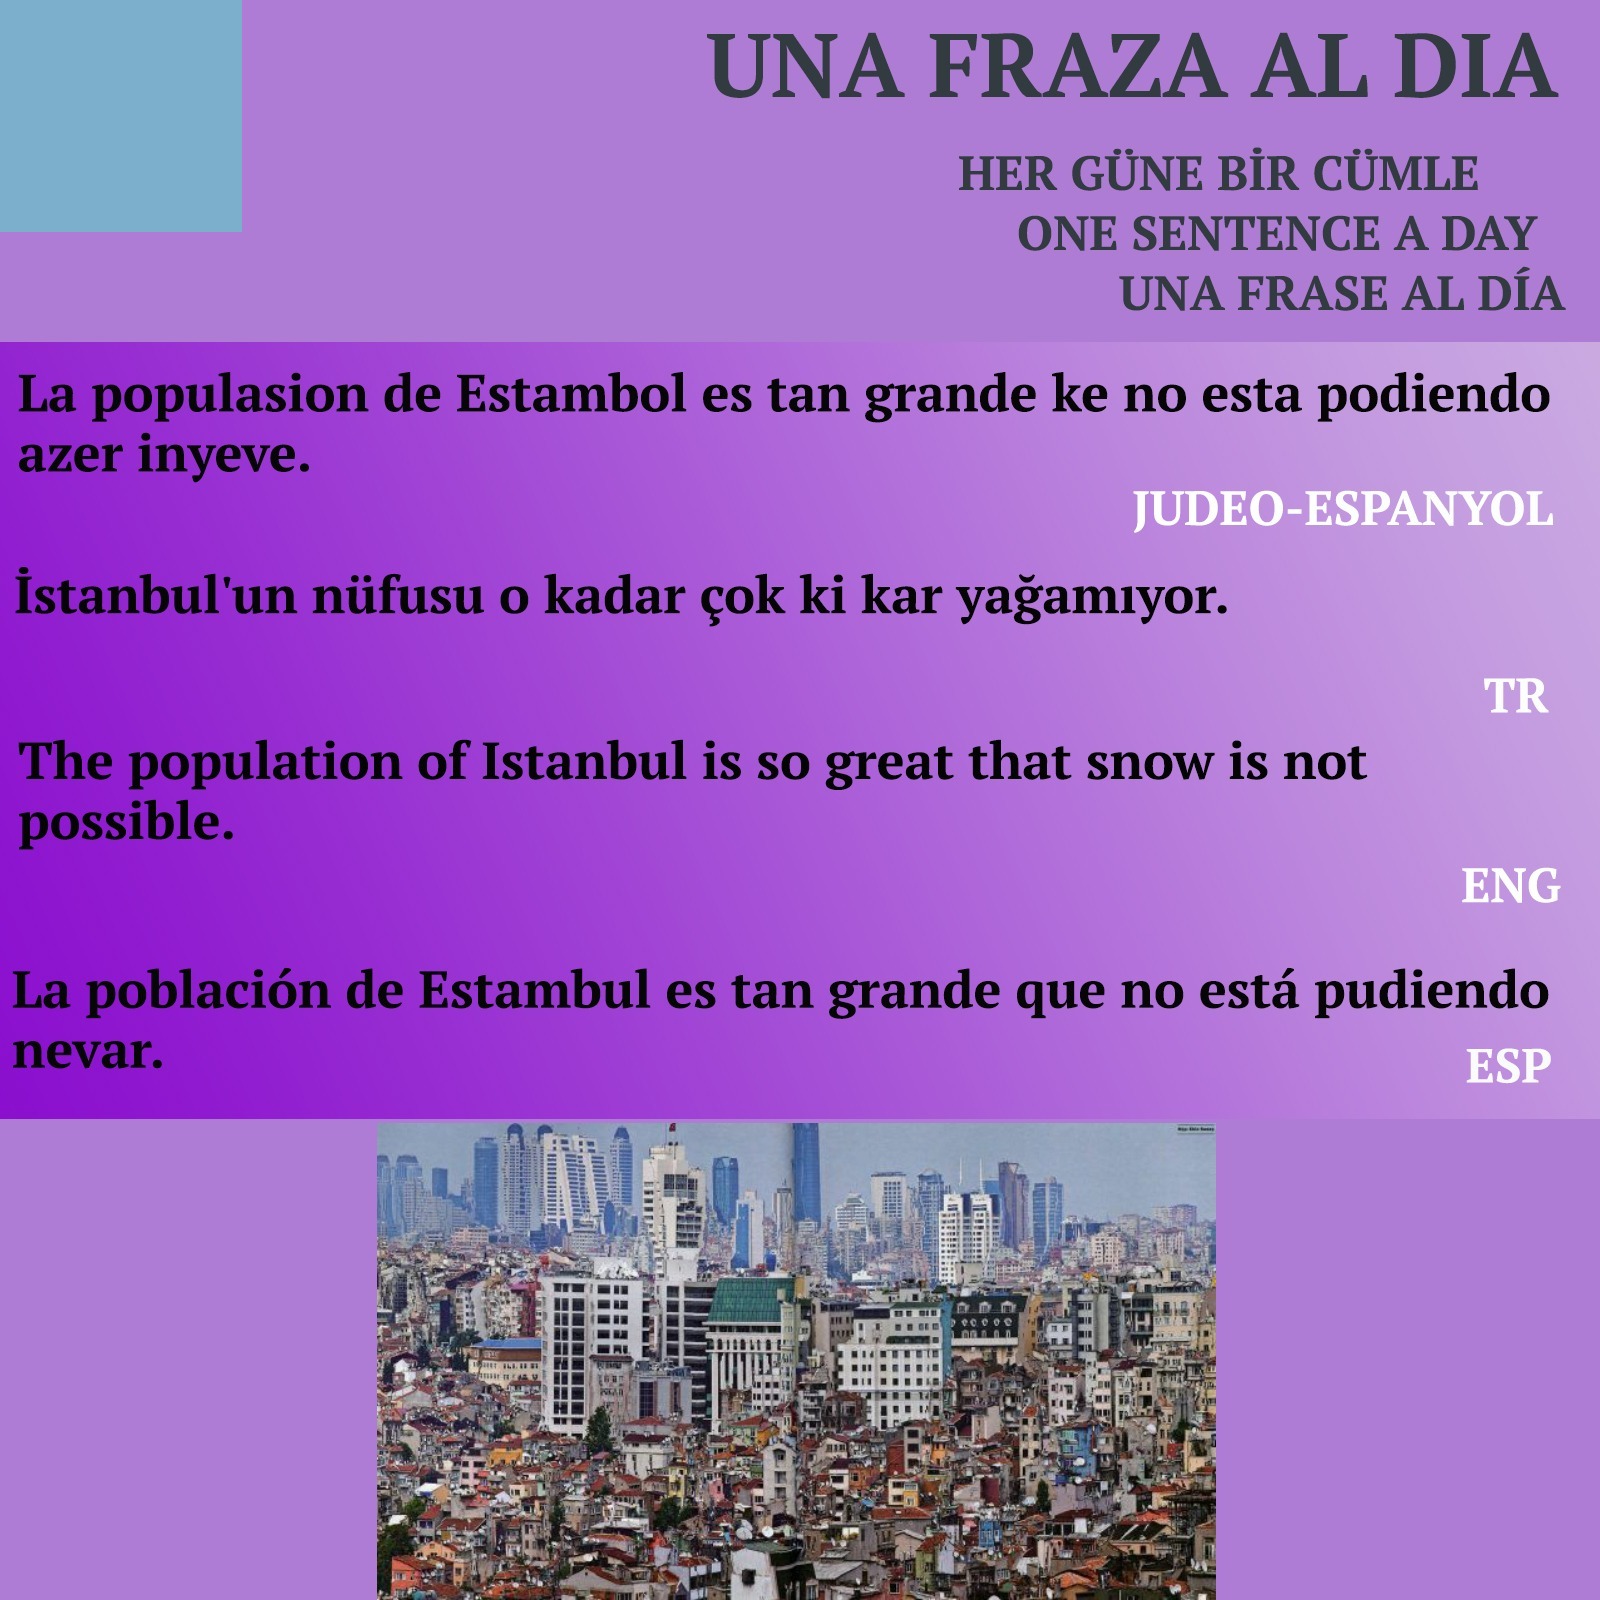 UNA FRAZA AL DIA
HER GÜNE BİR CÜMLE
ONE SENTENCE A DAY
UNA FRASE AL DÍA
La populasion de Estambol es tan grande ke no esta podiendo
azer inyeve.
JUDEO-ESPANYOL
İstanbul'un nüfusu o kadar çok ki kar yağamıyor.
TR
The population of Istanbul is so great that snow is not
possible.
ENG
La población de Estambul es tan grande que no está pudiendo
nevar.
ESP